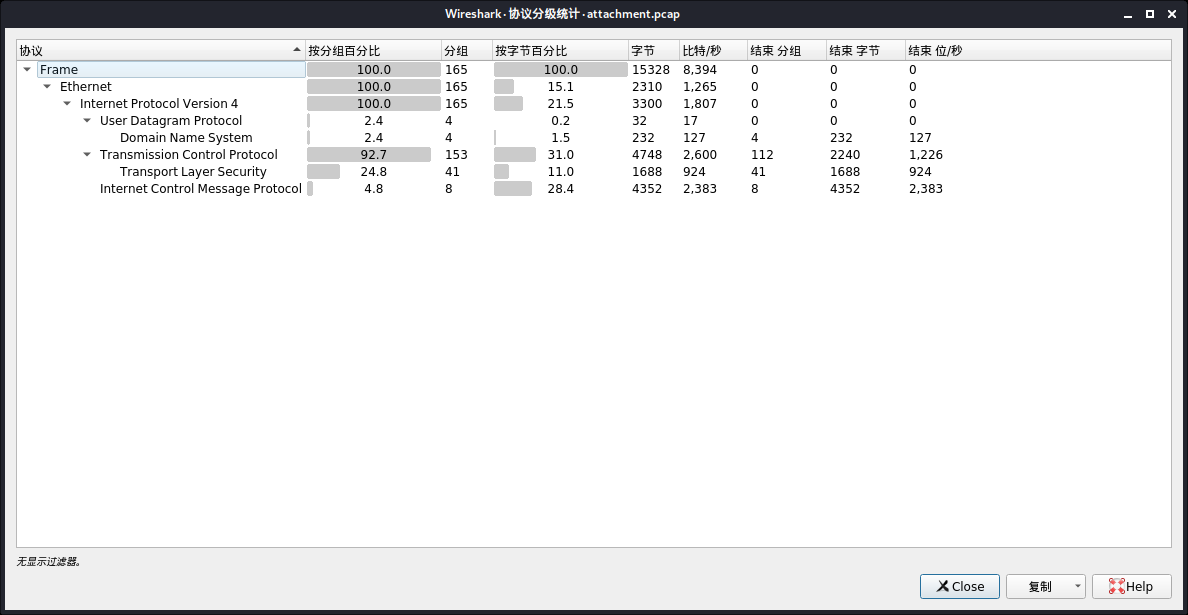 Wireshark · 协议分级统计 · attachment.pcap
协议 按分组百分比 分组 按字节百分比 字节 比特/秒 结束 分组 结束 字节 结束 位/秒
Frame 100.0 165 100.0 15328 8,394 0 0 0
Ethernet 100.0 165 15.1 2310 1,265 0 0 0
Internet Protocol Version 4 100.0 165 21.5 3300 1,807 0 0 0
User Datagram Protocol 2.4 4 0.2 32 17 0 0 0
Domain Name System 2.4 4 1.5 232 127 4 232 127
Transmission Control Protocol 92.7 153 31.0 4748 2,600 112 2240 1,226
Transport Layer Security 24.8 41 11.0 1688 924 41 1688 924
Internet Control Message Protocol 4.8 8 28.4 4352 2,383 8 4352 2,383
无显示过滤器。
Close 复制 Help